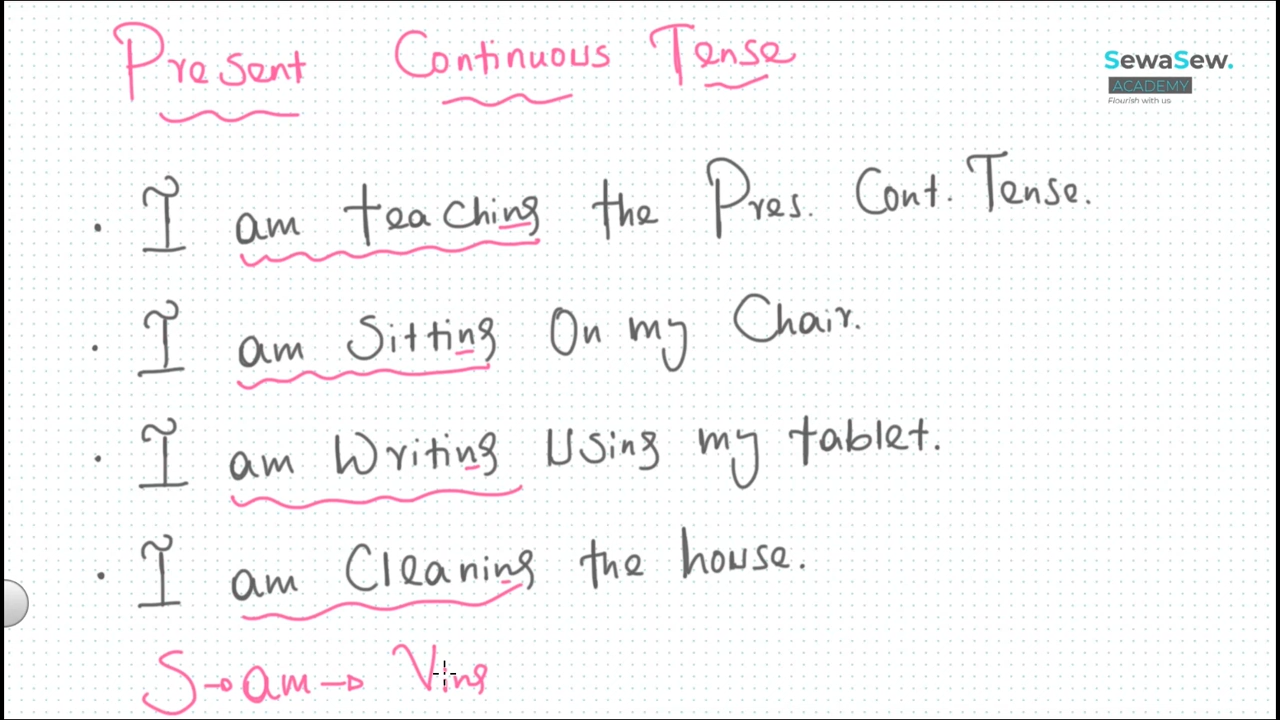 Present Continuous Tense
SewaSew.
ACADEMY
Flourish with us
. I am teaching the Pres. Cont. Tense.
. I am Sitting On my Chair.
. I am Writing Using my tablet.
. I am Cleaning the house.
S→am→ Ving